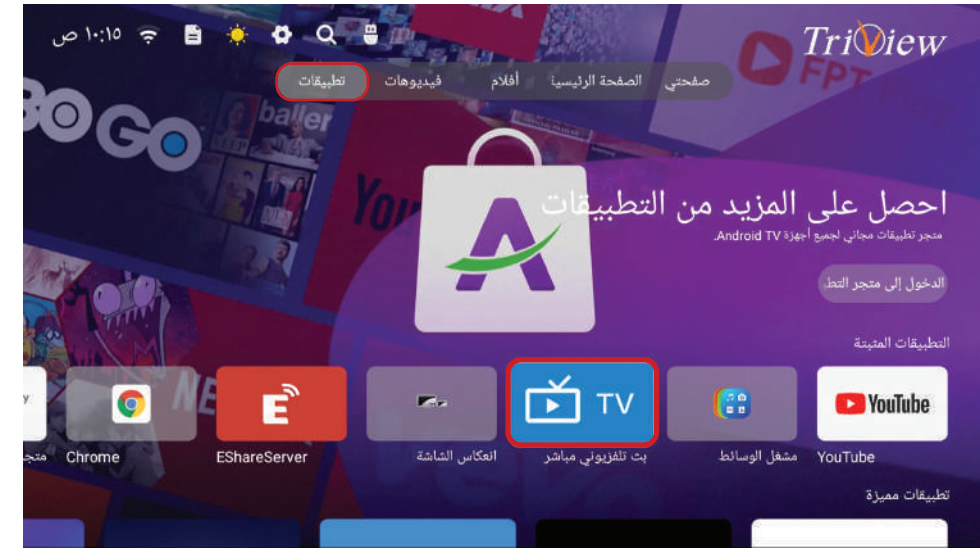 TriView
١٠:١٥ ص
صفحتي
الصفحة الرئيسية
أفلام
فيديوهات
تطبيقات
احصل على المزيد من التطبيقات
متجر تطبيقات مجاني لجميع أجهزة Android TV.
الدخول إلى متجر التط
التطبيقات المثبتة
YouTube
TV
E
YouTube
مشغل الوسائط
بث تلفزيوني مباشر
انعكاس الشاشة
EShareServer
Chrome
متج
تطبيقات مميزة